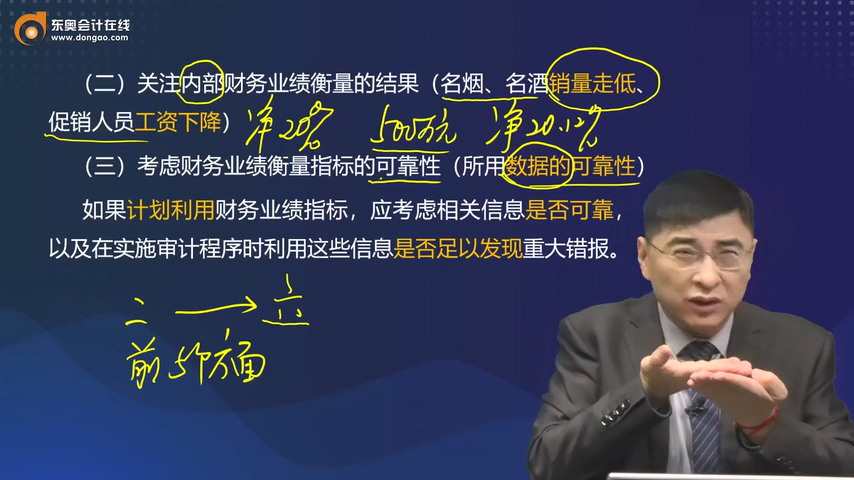 东奥会计在线
www.dongao.com
（二）关注内部财务业绩衡量的结果（名烟、名酒销量走低、
促销人员工资下降）
净20% 500万元 净20.12%
（三）考虑财务业绩衡量指标的可靠性（所用数据的可靠性）
如果计划利用财务业绩指标，应考虑相关信息是否可靠，
以及在实施审计程序时利用这些信息是否足以发现重大错报。
二
前5个方面